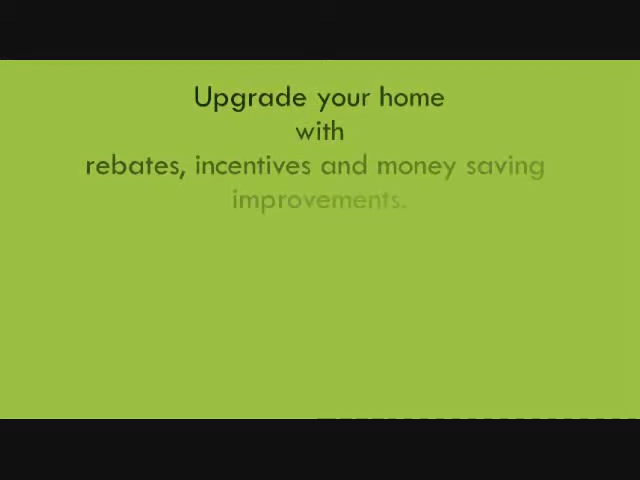 Upgrade your home
with
rebates, incentives and money saving
improvements.